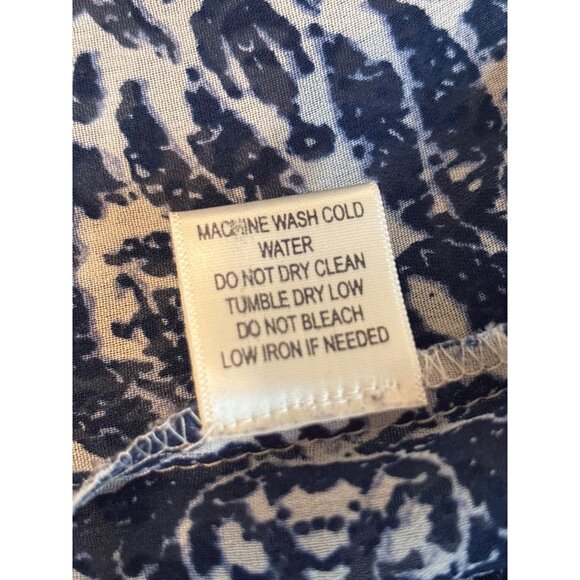 MACHINE WASH COLD
WATER
DO NOT DRY CLEAN
TUMBLE DRY LOW
DO NOT BLEACH
LOW IRON IF NEEDED